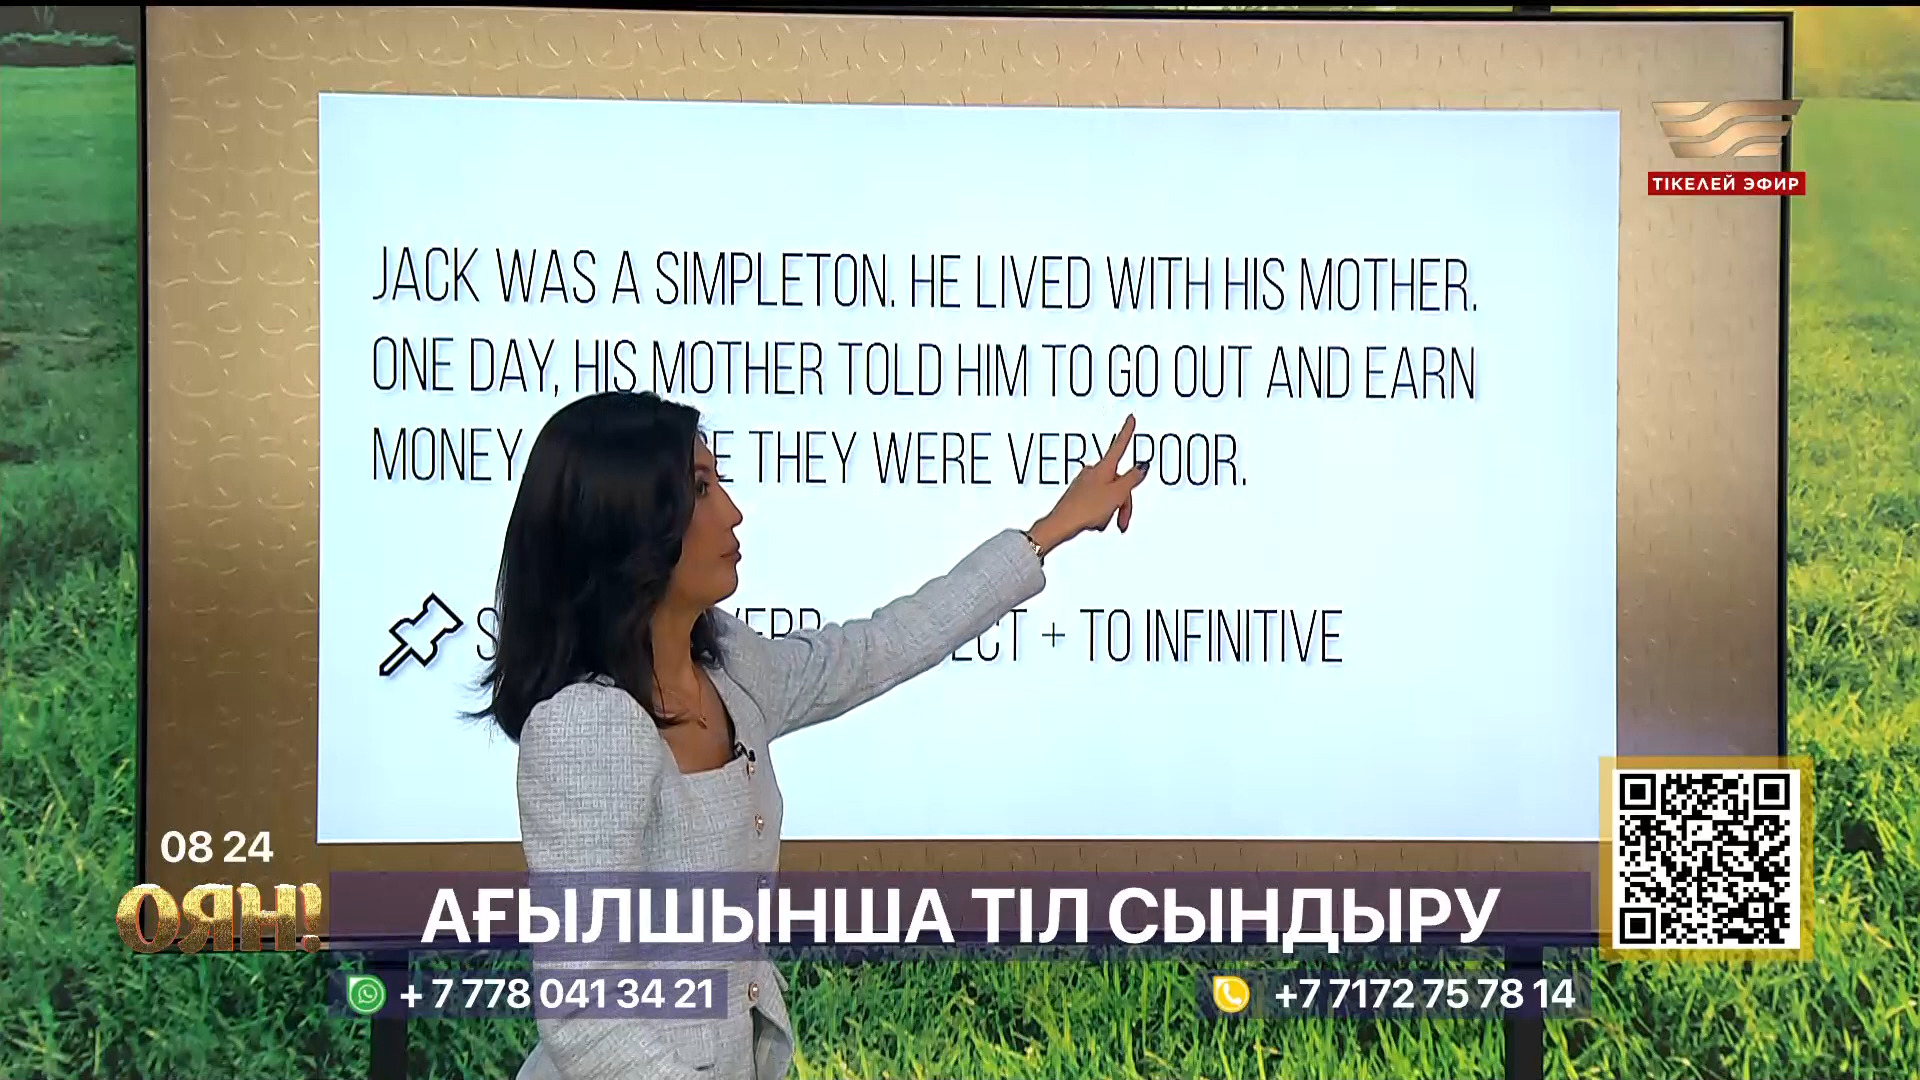 ТІКЕЛЕЙ ЭФИР
JACK WAS A SIMPLETON. HE LIVED WITH HIS MOTHER.
ONE DAY, HIS MOTHER TOLD HIM TO GO OUT AND EARN
MONEY THEY WERE VERY POOR.
+ TO INFINITIVE
08 24
ОЯН!
АҒЫЛШЫНША ТІЛ СЫНДЫРУ
+ 7 778 041 34 21
+7 7172 75 78 14